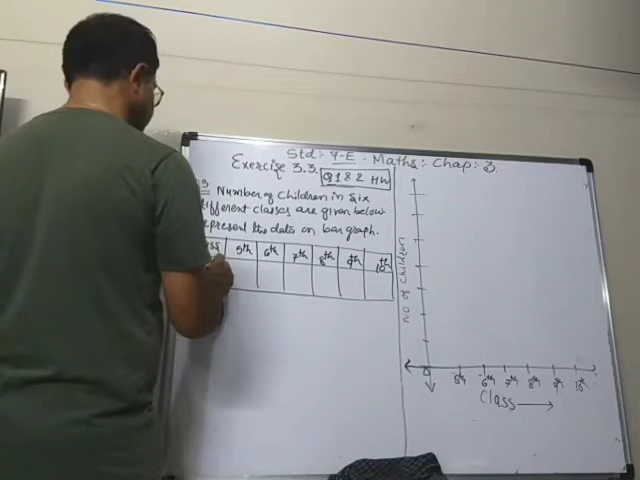 Std:- 7-E - Maths: Chap: 3.
Exercise 3.3. Q1&2 HW
Number of Children in Six
different classes are given below
represent the data on bar graph.
5th 6th 7th 8th 9th 10th
No of Children
0 5th 6th 7th 8th 9th 10th
Class